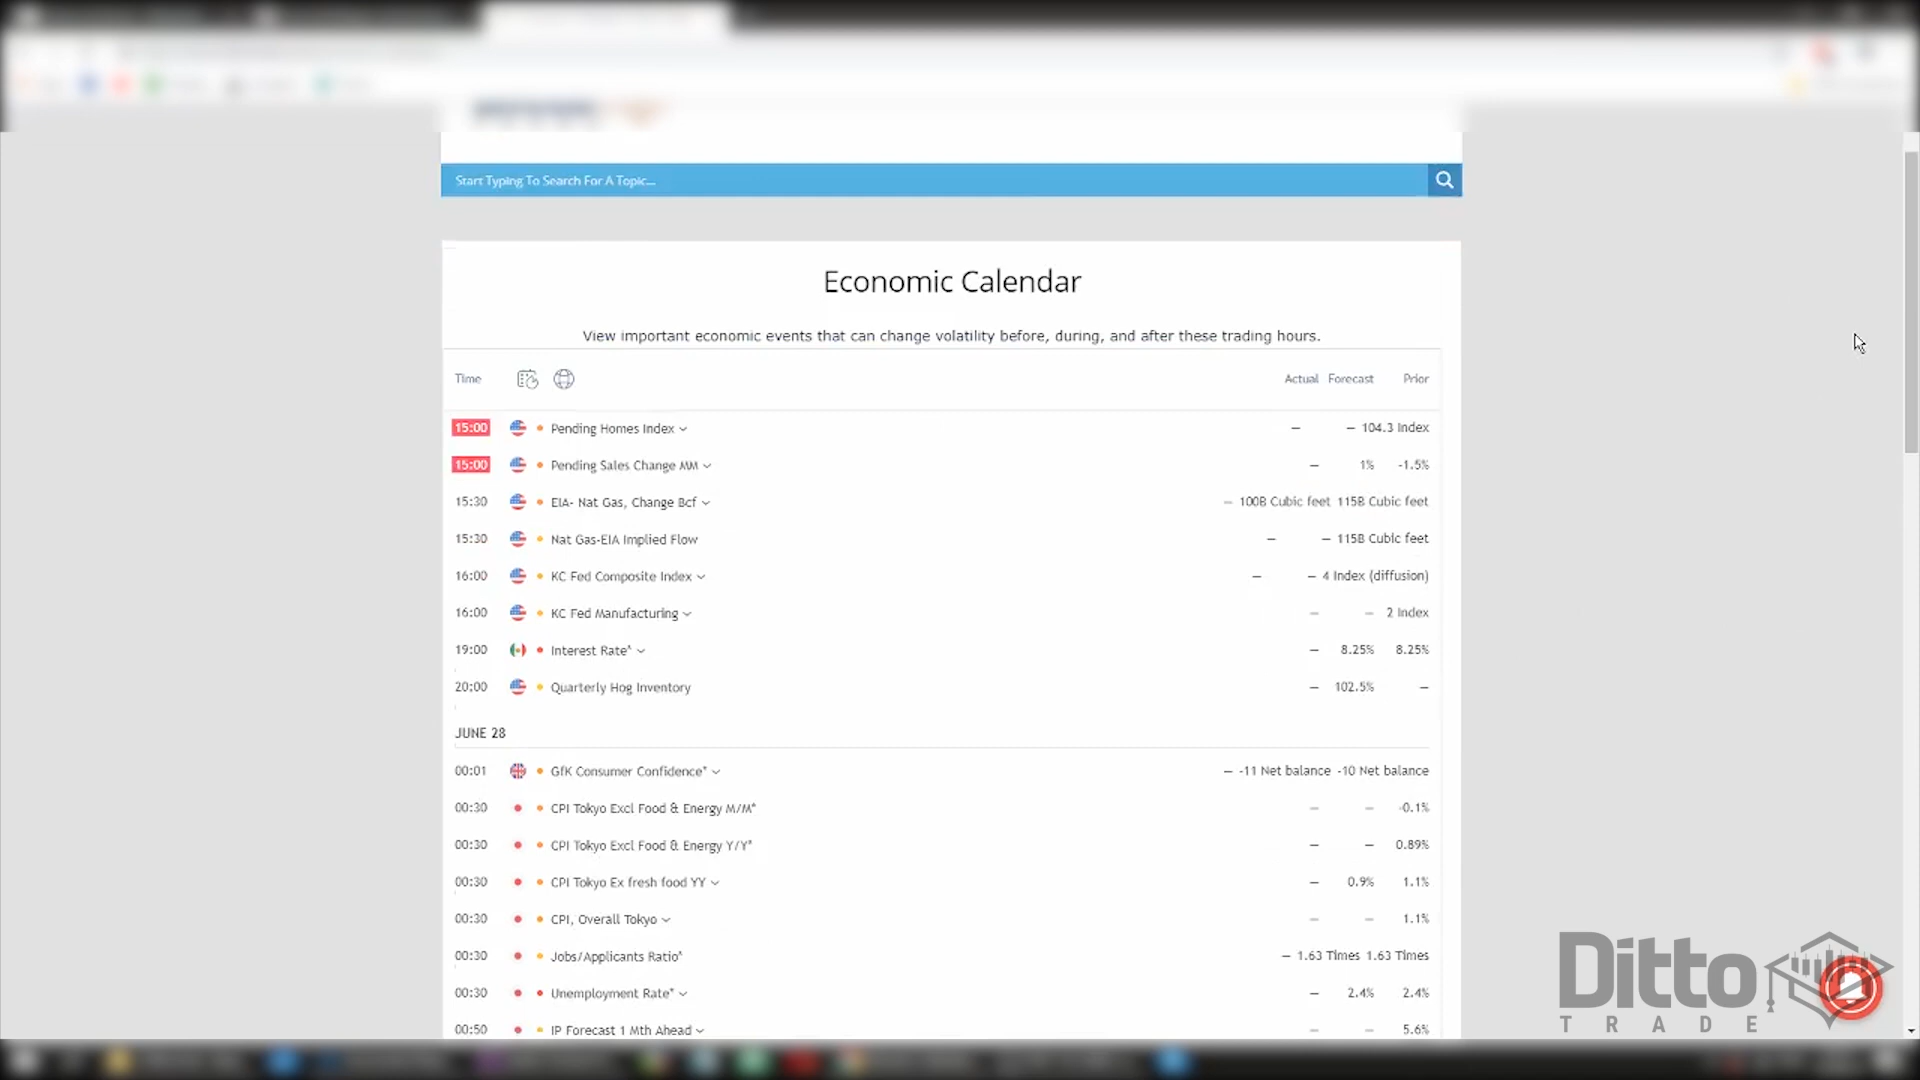 Start Typing To Search For A Topic...
Economic Calendar
View important economic events that can change volatility before, during, and after these trading hours.
Time Actual Forecast Prior
15:00 Pending Homes Index — — 104.3 Index
15:00 Pending Sales Change MM — 1% -1.5%
15:30 EIA- Nat Gas, Change Bcf — 100B Cubic feet 115B Cubic feet
15:30 Nat Gas-EIA Implied Flow — — 115B Cubic feet
16:00 KC Fed Composite Index — — 4 Index (diffusion)
16:00 KC Fed Manufacturing — — 2 Index
19:00 Interest Rate* — 8.25% 8.25%
20:00 Quarterly Hog Inventory — 102.5% —
JUNE 28
00:01 GfK Consumer Confidence* — -11 Net balance -10 Net balance
00:30 CPI Tokyo Excl Food & Energy M/M* — — -0.1%
00:30 CPI Tokyo Excl Food & Energy Y/Y* — — 0.89%
00:30 CPI Tokyo Ex fresh food YY — 0.9% 1.1%
00:30 CPI, Overall Tokyo — — 1.1%
00:30 Jobs/Applicants Ratio* — 1.63 Times 1.63 Times
00:30 Unemployment Rate* — 2.4% 2.4%
00:50 IP Forecast 1 Mth Ahead — — 5.6%
Ditto
TRADE